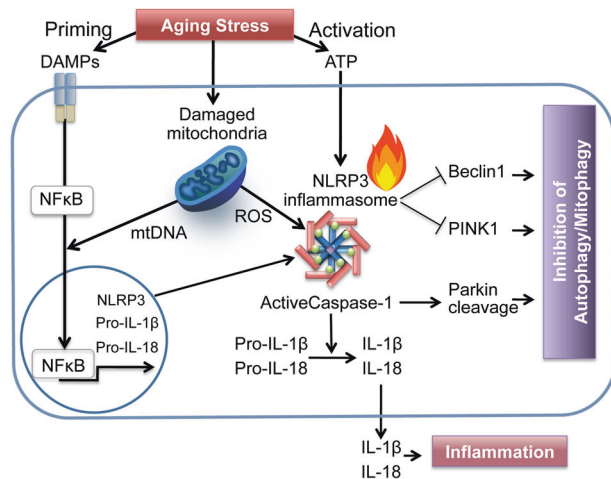 Aging Stress
Priming
Activation
DAMPs
ATP
Damaged
mitochondria
NLRP3
inflammasome
Beclin1
PINK1
NFκB
mtDNA
ROS
NLRP3
Pro-IL-1β
Pro-IL-18
NFκB
ActiveCaspase-1
Parkin
cleavage
Pro-IL-1β
Pro-IL-18
IL-1β
IL-18
IL-1β
IL-18
Inflammation
Inhibition of
Autophagy/Mitophagy